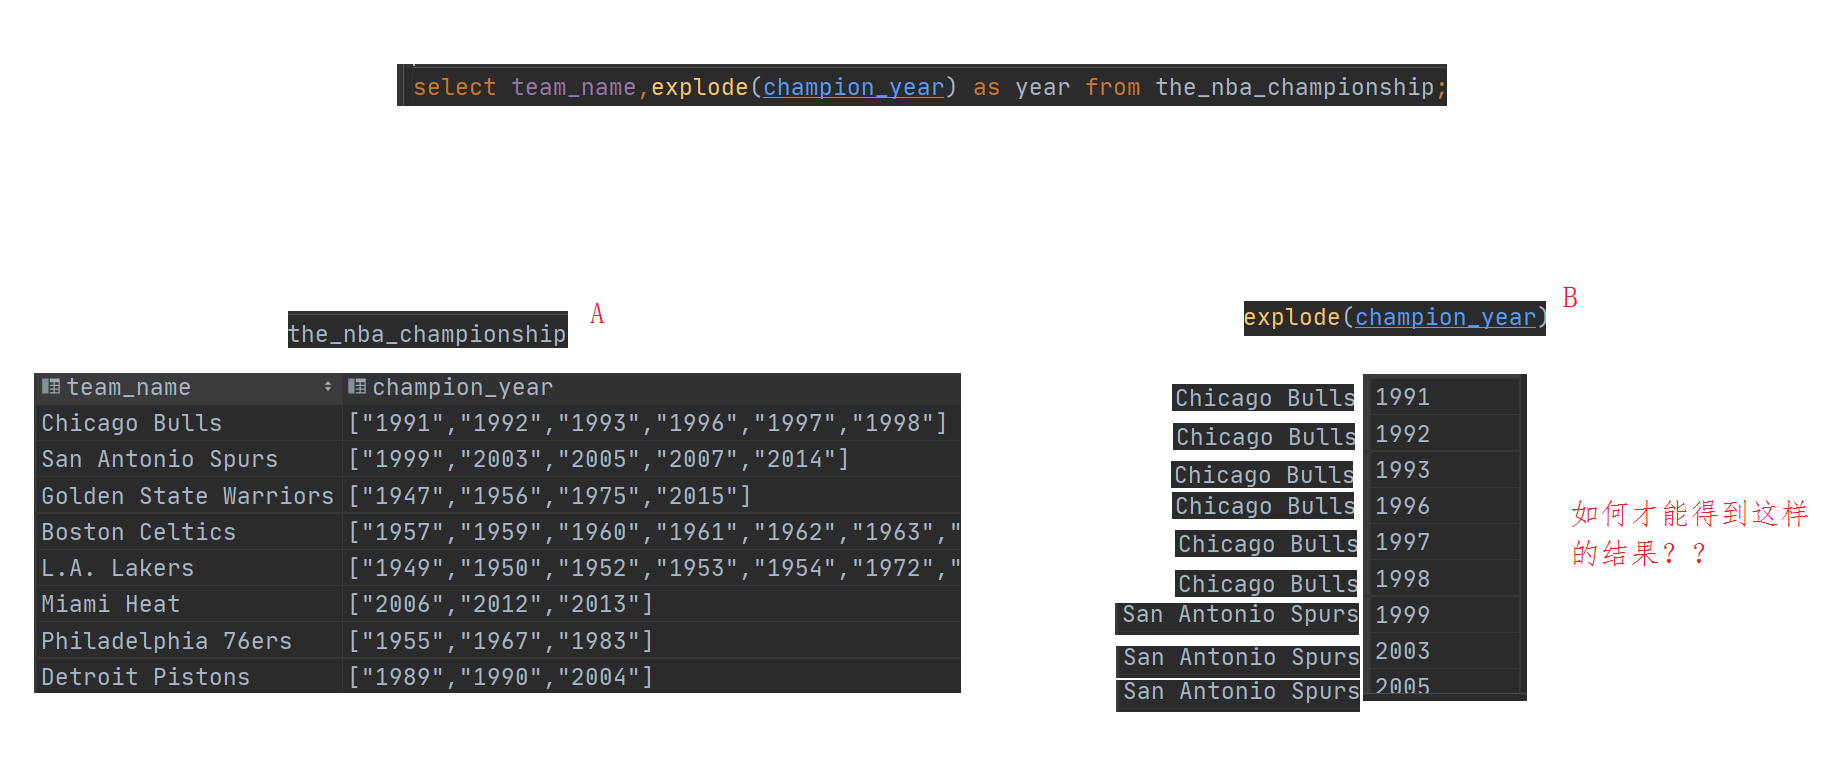 select team_name,explode(champion_year) as year from the_nba_championship;
the_nba_championship
A
team_name champion_year
Chicago Bulls ["1991","1992","1993","1996","1997","1998"]
San Antonio Spurs ["1999","2003","2005","2007","2014"]
Golden State Warriors ["1947","1956","1975","2015"]
Boston Celtics ["1957","1959","1960","1961","1962","1963","
L.A. Lakers ["1949","1950","1952","1953","1954","1972","
Miami Heat ["2006","2012","2013"]
Philadelphia 76ers ["1955","1967","1983"]
Detroit Pistons ["1989","1990","2004"]
explode(champion_year)
B
Chicago Bulls 1991
Chicago Bulls 1992
Chicago Bulls 1993
Chicago Bulls 1996
Chicago Bulls 1997
Chicago Bulls 1998
San Antonio Spurs 1999
San Antonio Spurs 2003
San Antonio Spurs 2005
如何才能得到这样
的结果？？